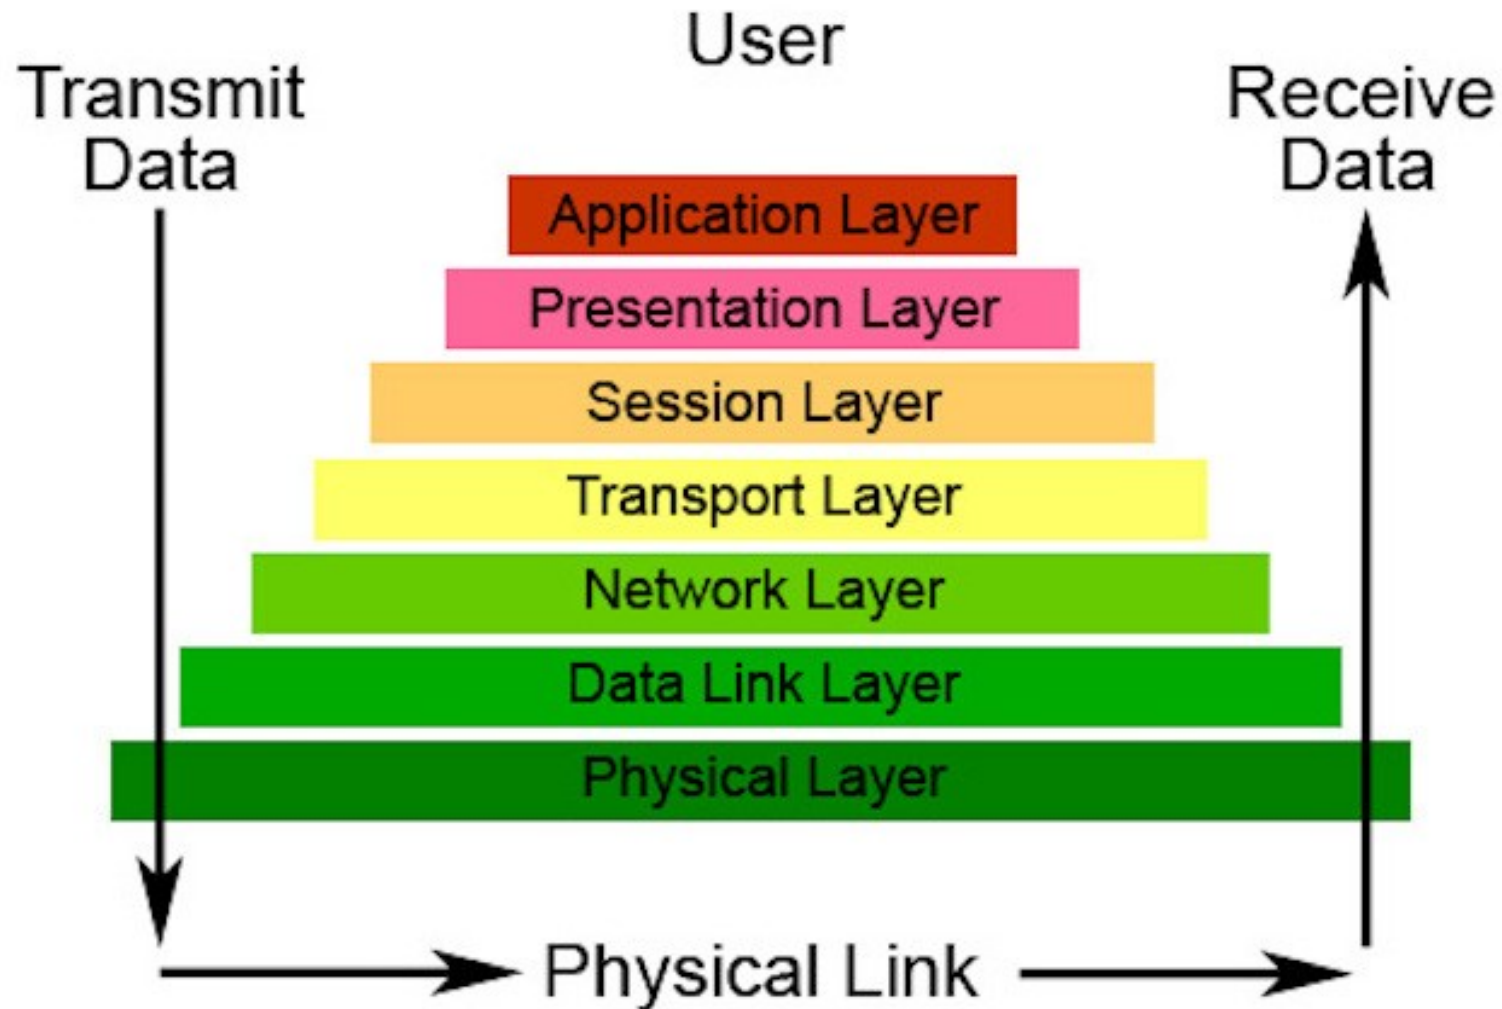 User
Transmit
Data
Receive
Data
Application Layer
Presentation Layer
Session Layer
Transport Layer
Network Layer
Data Link Layer
Physical Layer
Physical Link